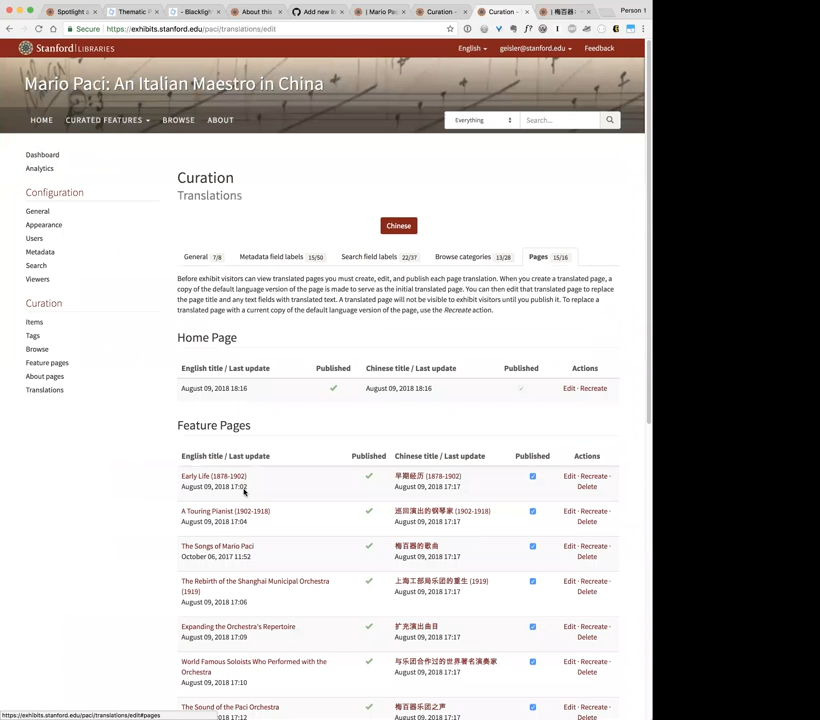 Spotlight a
Thematic P
- Blacklight
About this
Add new in
| Mario Pac
Curation -
Curation -
| 梅百器:
Person 1
Secure https://exhibits.stanford.edu/paci/translations/edit
Stanford | LIBRARIES
English geisler@stanford.edu Feedback
Mario Paci: An Italian Maestro in China
HOME CURATED FEATURES BROWSE ABOUT
Everything Search...
Dashboard
Analytics
Configuration
General
Appearance
Users
Metadata
Search
Viewers
Curation
Items
Tags
Browse
Feature pages
About pages
Translations
Curation
Translations
Chinese
General 7/8 Metadata field labels 15/50 Search field labels 22/37 Browse categories 13/28 Pages 15/16
Before exhibit visitors can view translated pages you must create, edit, and publish each page translation. When you create a translated page, a
copy of the default language version of the page is made to serve as the initial translated page. You can then edit that translated page to replace
the page title and any text fields with translated text. A translated page will not be visible to exhibit visitors until you publish it. To replace
a translated page with a current copy of the default language version of the page, use the Recreate action.
Home Page
English title / Last update Published Chinese title / Last update Published Actions
August 09, 2018 18:16 August 09, 2018 18:16 Edit · Recreate
Feature Pages
English title / Last update Published Chinese title / Last update Published Actions
Early Life (1878-1902) 早期经历 (1878-1902) Edit · Recreate ·
August 09, 2018 17:02 August 09, 2018 17:17 Delete
A Touring Pianist (1902-1918) 巡回演出的钢琴家 (1902-1918) Edit · Recreate ·
August 09, 2018 17:04 August 09, 2018 17:17 Delete
The Songs of Mario Paci 梅百器的歌曲 Edit · Recreate ·
October 06, 2017 11:52 August 09, 2018 17:17 Delete
The Rebirth of the Shanghai Municipal Orchestra 上海工部局乐团的重生 (1919) Edit · Recreate ·
(1919) August 09, 2018 17:17 Delete
August 09, 2018 17:06
Expanding the Orchestra's Repertoire 扩充演出曲目 Edit · Recreate ·
August 09, 2018 17:09 August 09, 2018 17:17 Delete
World Famous Soloists Who Performed with the 与乐团合作过的世界著名演奏家 Edit · Recreate ·
Orchestra August 09, 2018 17:17 Delete
August 09, 2018 17:10
The Sound of the Paci Orchestra 梅百器乐团之声 Edit · Recreate ·
17:12 August 09, 2018 17:17 Delete
https://exhibits.stanford.edu/paci/translations/edit#pages